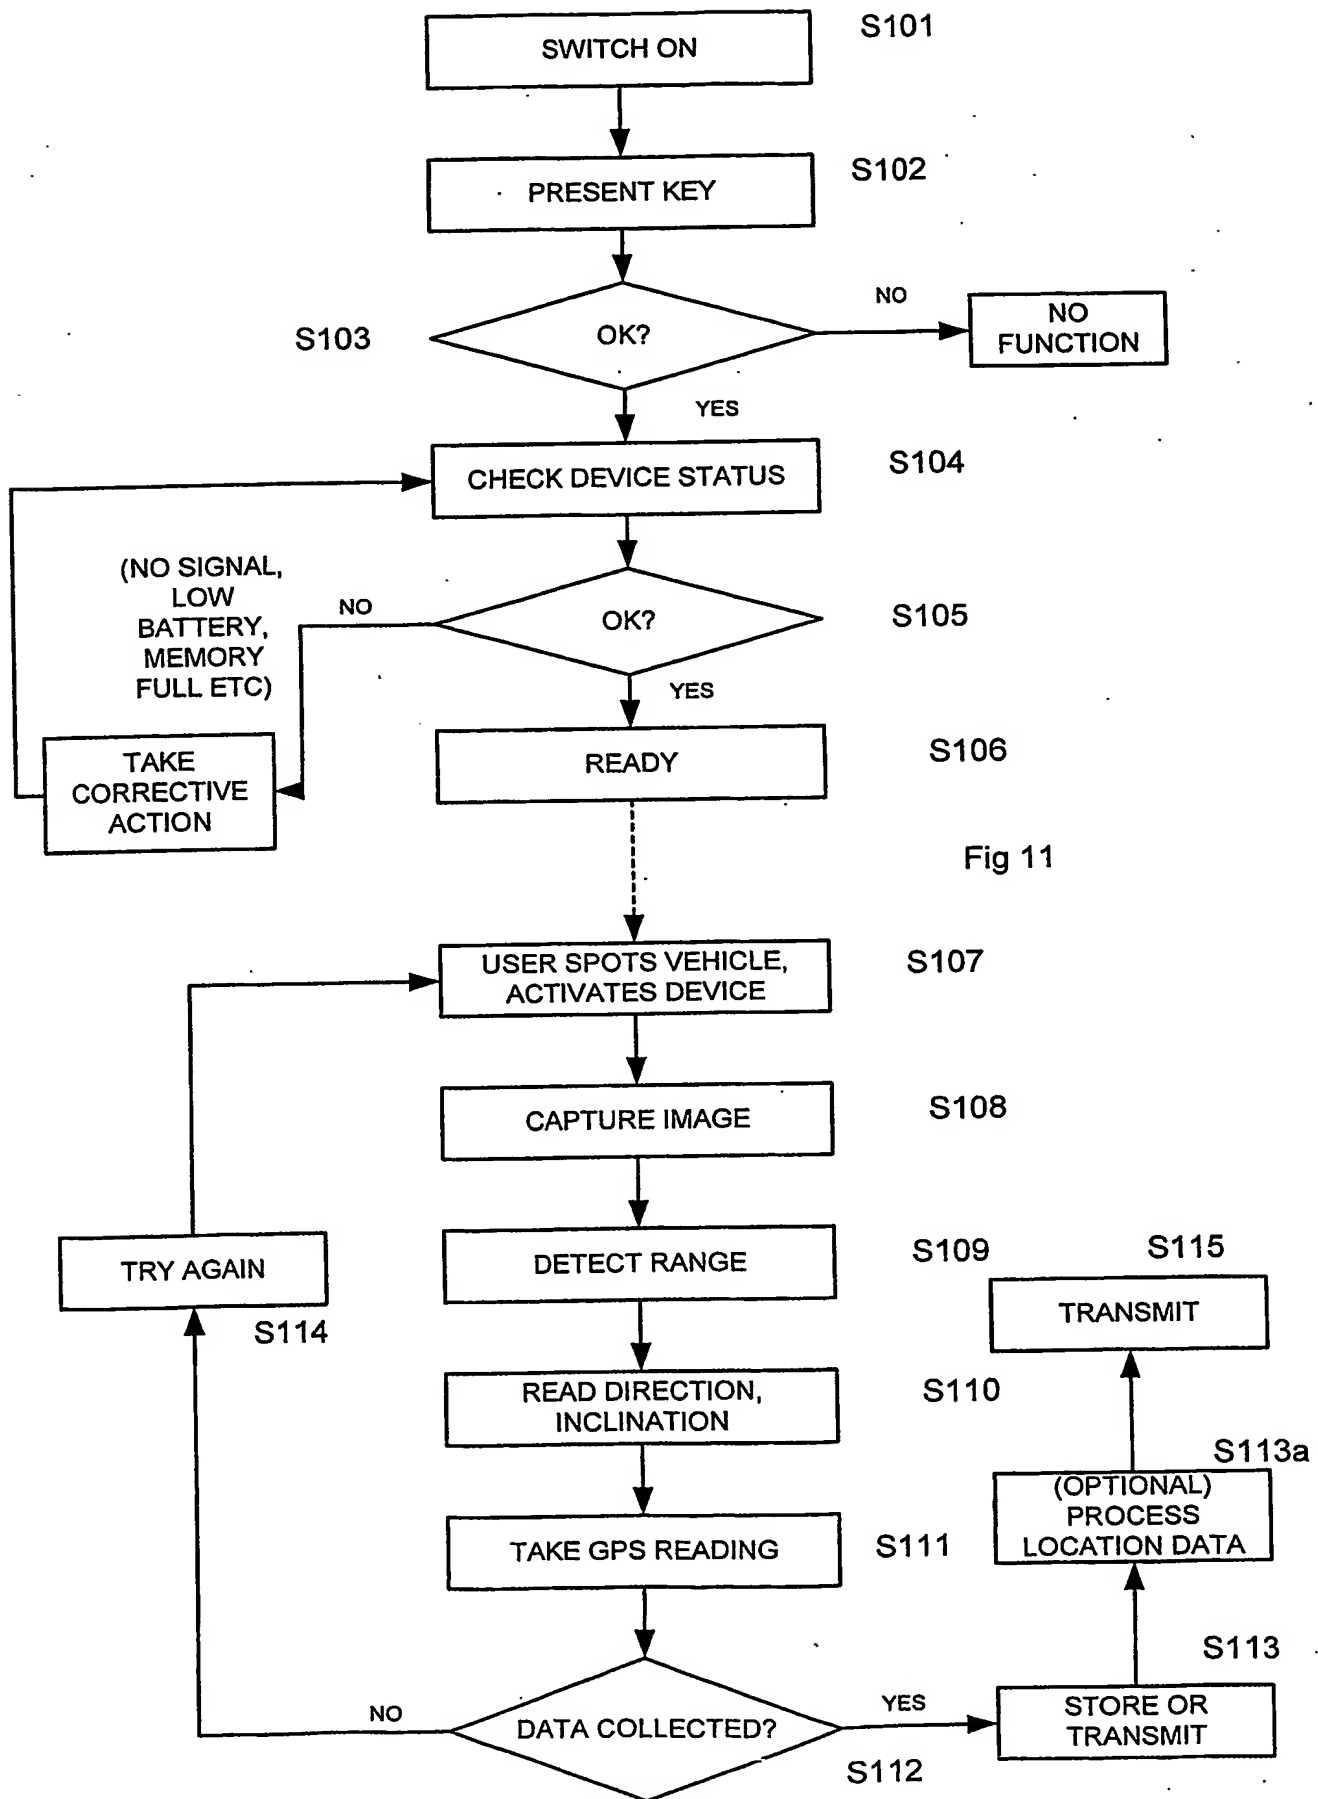 S101
SWITCH ON
S102
PRESENT KEY
NO
NO
FUNCTION
S103
OK?
YES
S104
CHECK DEVICE STATUS
(NO SIGNAL,
LOW
BATTERY,
MEMORY
FULL ETC)
NO
OK?
S105
YES
S106
READY
TAKE
CORRECTIVE
ACTION
Fig 11
S107
USER SPOTS VEHICLE,
ACTIVATES DEVICE
S108
CAPTURE IMAGE
S109
S115
TRY AGAIN
DETECT RANGE
TRANSMIT
S114
S110
READ DIRECTION,
INCLINATION
S113a
(OPTIONAL)
PROCESS
LOCATION DATA
S111
TAKE GPS READING
S113
NO
YES
DATA COLLECTED?
STORE OR
TRANSMIT
S112